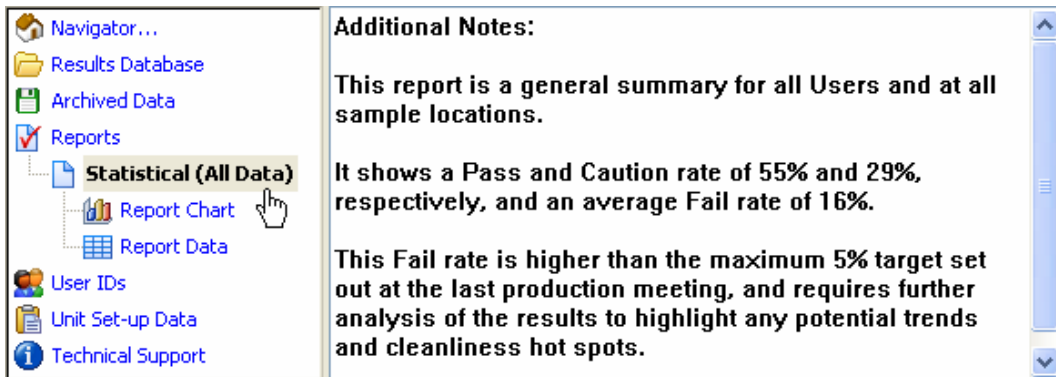 Navigator...
Results Database
Archived Data
Reports
Statistical (All Data)
Report Chart
Report Data
User IDs
Unit Set-up Data
Technical Support
Additional Notes:
This report is a general summary for all Users and at all
sample locations.
It shows a Pass and Caution rate of 55% and 29%,
respectively, and an average Fail rate of 16%.
This Fail rate is higher than the maximum 5% target set
out at the last production meeting, and requires further
analysis of the results to highlight any potential trends
and cleanliness hot spots.